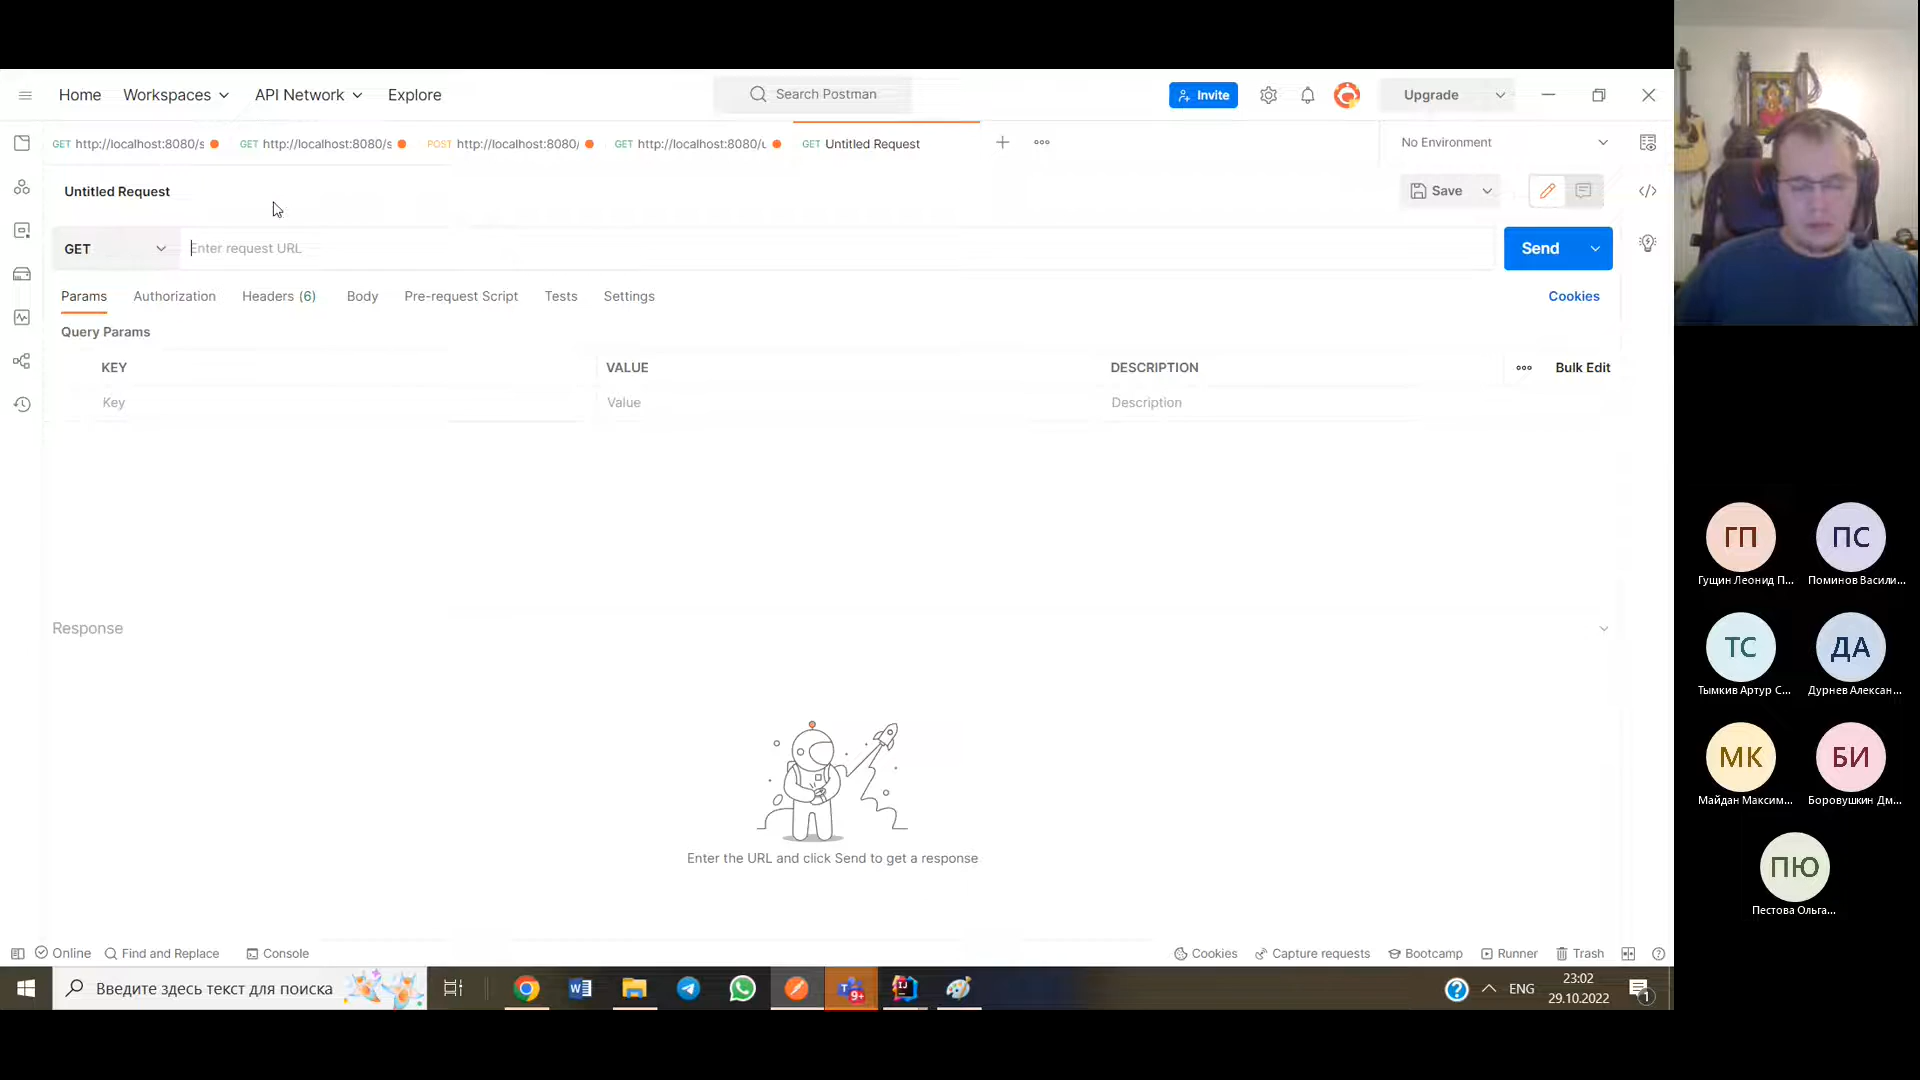 Home Workspaces API Network Explore Search Postman Invite Upgrade
GET http://localhost:8080/s GET http://localhost:8080/s POST http://localhost:8080/ GET http://localhost:8080/u GET Untitled Request No Environment
Untitled Request Save
GET Enter request URL Send
Params Authorization Headers (6) Body Pre-request Script Tests Settings Cookies
Query Params
KEY VALUE DESCRIPTION Bulk Edit
Key Value Description
Response
Enter the URL and click Send to get a response
Online Find and Replace Console Cookies Capture requests Bootcamp Runner Trash
Введите здесь текст для поиска 9+ ENG 23:02
29.10.2022 1
ГП ПС
Гущин Леонид П... Поминов Васили...
ТС ДА
Тымкив Артур С... Дурнев Алексан...
МК БИ
Майдан Максим... Боровушкин Дм...
ПЮ
Пестова Ольга...